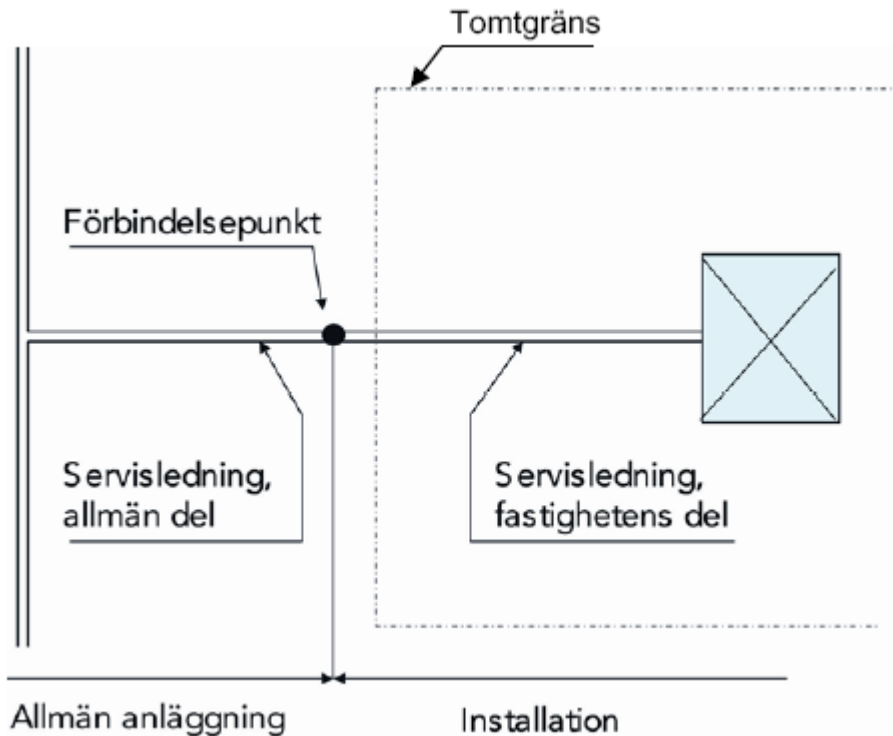 Tomtgräns
Förbindelsepunkt
Servisledning,
allmän del
Servisledning,
fastighetens del
Allmän anläggning
Installation